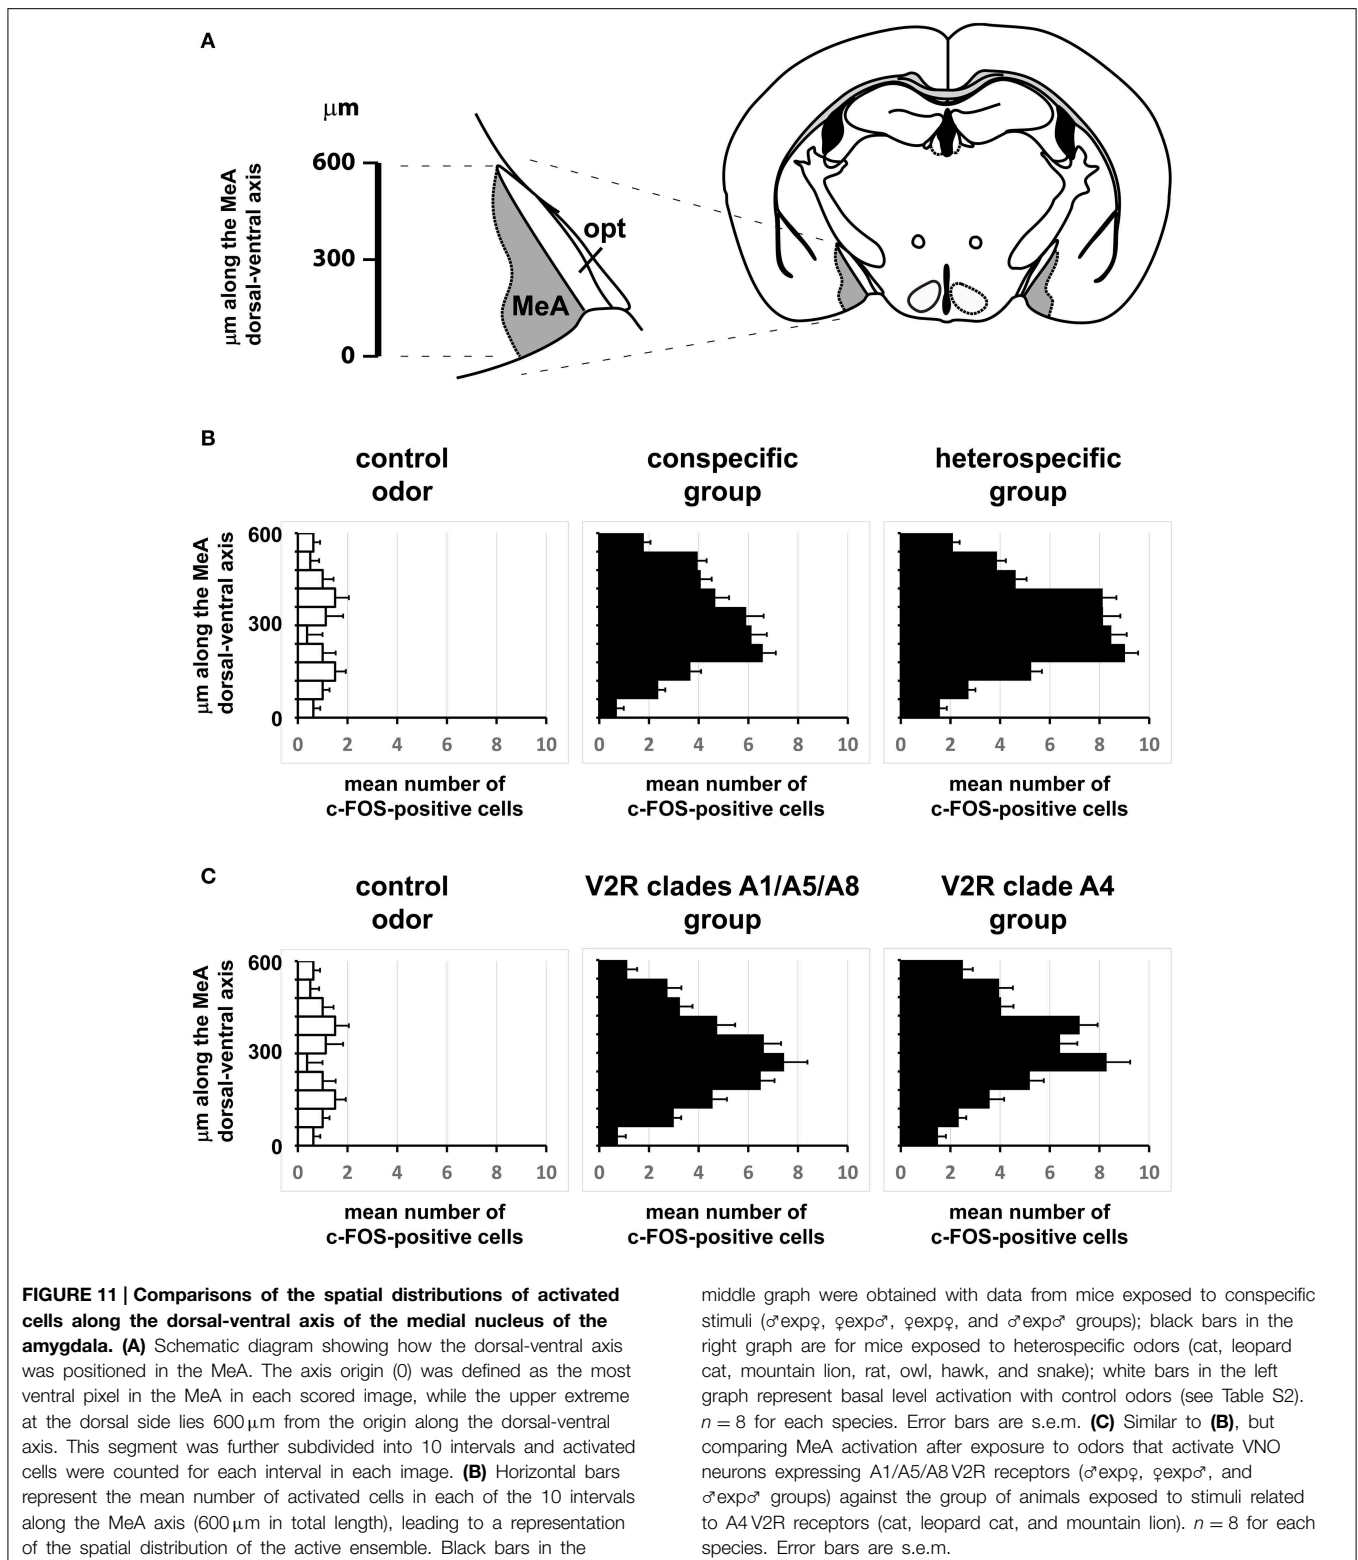 A
μm
600
300
0
μm along the MeA
dorsal-ventral axis
opt
MeA
B
control
odor
conspecific
group
heterospecific
group
μm along the MeA
dorsal-ventral axis
600
300
0
0 2 4 6 8 10
0 2 4 6 8 10
0 2 4 6 8 10
mean number of
c-FOS-positive cells
mean number of
c-FOS-positive cells
mean number of
c-FOS-positive cells
C
control
odor
V2R clades A1/A5/A8
group
V2R clade A4
group
μm along the MeA
dorsal-ventral axis
600
300
0
0 2 4 6 8 10
0 2 4 6 8 10
0 2 4 6 8 10
mean number of
c-FOS-positive cells
mean number of
c-FOS-positive cells
mean number of
c-FOS-positive cells
FIGURE 11 | Comparisons of the spatial distributions of activated
cells along the dorsal-ventral axis of the medial nucleus of the
amygdala. (A) Schematic diagram showing how the dorsal-ventral axis
was positioned in the MeA. The axis origin (0) was defined as the most
ventral pixel in the MeA in each scored image, while the upper extreme
at the dorsal side lies 600 μm from the origin along the dorsal-ventral
axis. This segment was further subdivided into 10 intervals and activated
cells were counted for each interval in each image. (B) Horizontal bars
represent the mean number of activated cells in each of the 10 intervals
along the MeA axis (600 μm in total length), leading to a representation
of the spatial distribution of the active ensemble. Black bars in the
middle graph were obtained with data from mice exposed to conspecific
stimuli (♂exp♀, ♀exp♂, ♀exp♀, and ♂exp♂ groups); black bars in the
right graph are for mice exposed to heterospecific odors (cat, leopard
cat, mountain lion, rat, owl, hawk, and snake); white bars in the left
graph represent basal level activation with control odors (see Table S2).
n = 8 for each species. Error bars are s.e.m. (C) Similar to (B), but
comparing MeA activation after exposure to odors that activate VNO
neurons expressing A1/A5/A8 V2R receptors (♂exp♀, ♀exp♂, and
♂exp♂ groups) against the group of animals exposed to stimuli related
to A4 V2R receptors (cat, leopard cat, and mountain lion). n = 8 for each
species. Error bars are s.e.m.